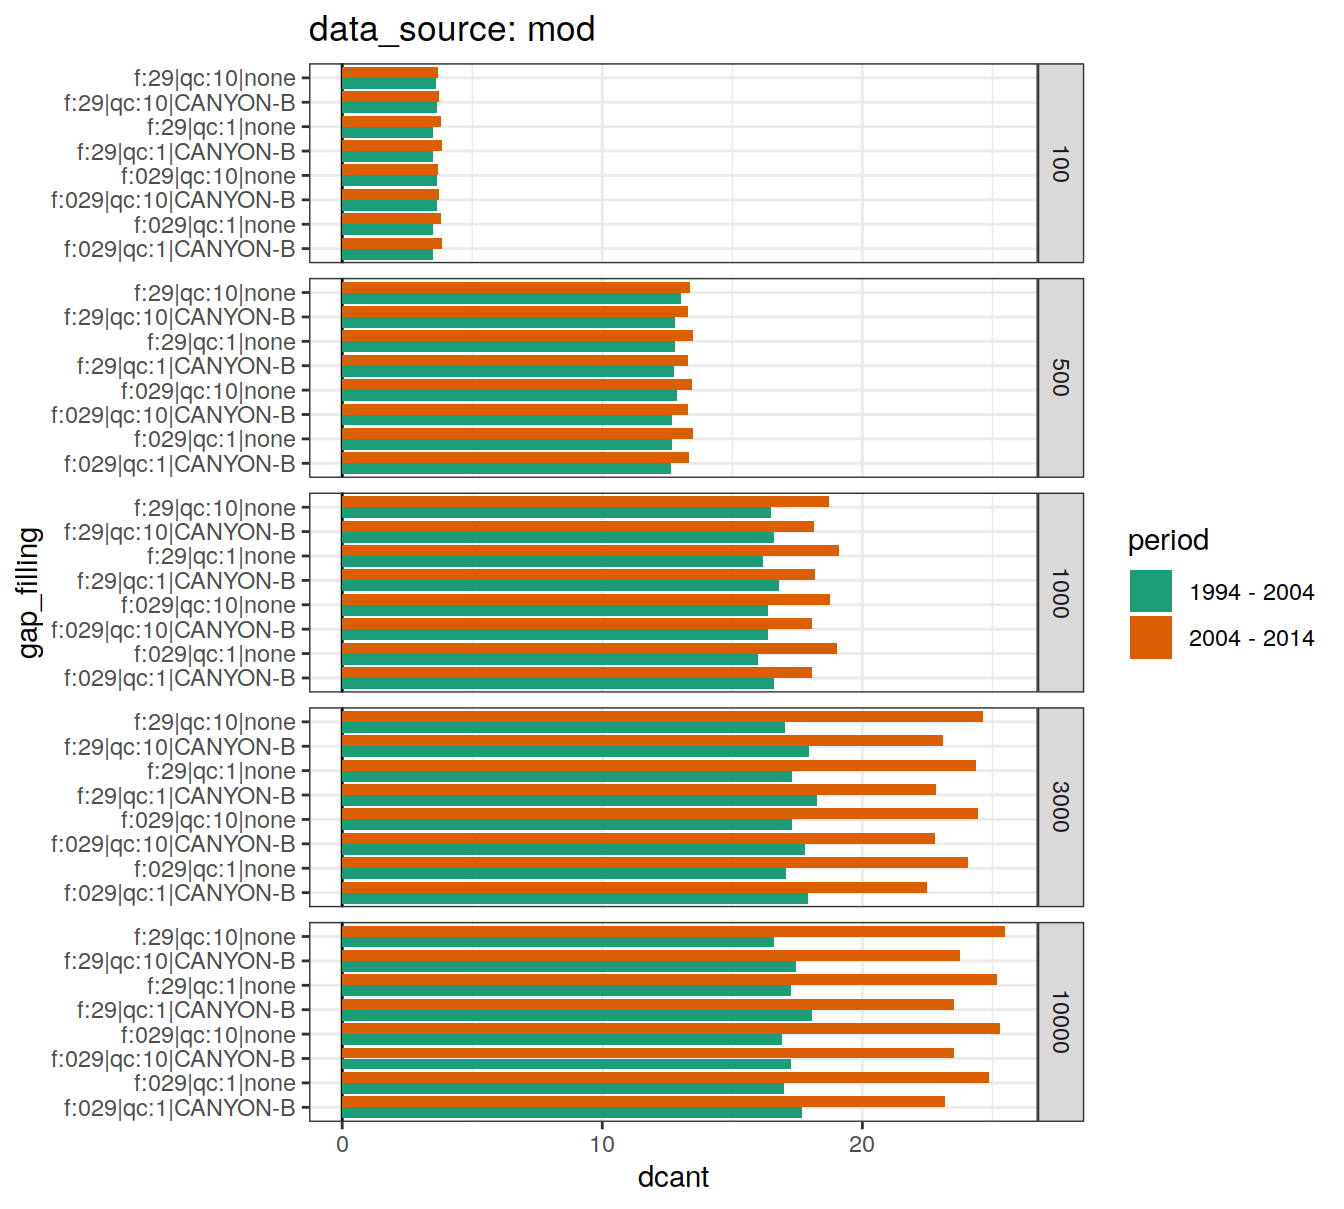 data_source: mod
f:29|qc:10|none
f:29|qc:10|CANYON-B
f:29|qc:1|none
f:29|qc:1|CANYON-B
f:029|qc:10|none
f:029|qc:10|CANYON-B
f:029|qc:1|none
f:029|qc:1|CANYON-B
100
f:29|qc:10|none
f:29|qc:10|CANYON-B
f:29|qc:1|none
f:29|qc:1|CANYON-B
f:029|qc:10|none
f:029|qc:10|CANYON-B
f:029|qc:1|none
f:029|qc:1|CANYON-B
500
f:29|qc:10|none
f:29|qc:10|CANYON-B
f:29|qc:1|none
f:29|qc:1|CANYON-B
f:029|qc:10|none
f:029|qc:10|CANYON-B
f:029|qc:1|none
f:029|qc:1|CANYON-B
1000
f:29|qc:10|none
f:29|qc:10|CANYON-B
f:29|qc:1|none
f:29|qc:1|CANYON-B
f:029|qc:10|none
f:029|qc:10|CANYON-B
f:029|qc:1|none
f:029|qc:1|CANYON-B
3000
f:29|qc:10|none
f:29|qc:10|CANYON-B
f:29|qc:1|none
f:29|qc:1|CANYON-B
f:029|qc:10|none
f:029|qc:10|CANYON-B
f:029|qc:1|none
f:029|qc:1|CANYON-B
10000
gap_filling
0 10 20
dcant
period
1994 - 2004
2004 - 2014